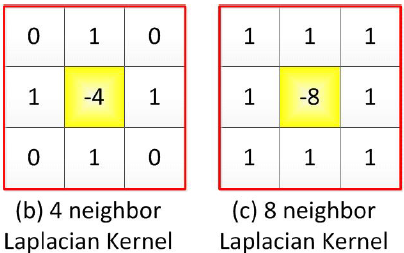 0 1 0 1 1 1
1 -4 1 1 -8 1
0 1 0 1 1 1
(b) 4 neighbor (c) 8 neighbor
Laplacian Kernel Laplacian Kernel